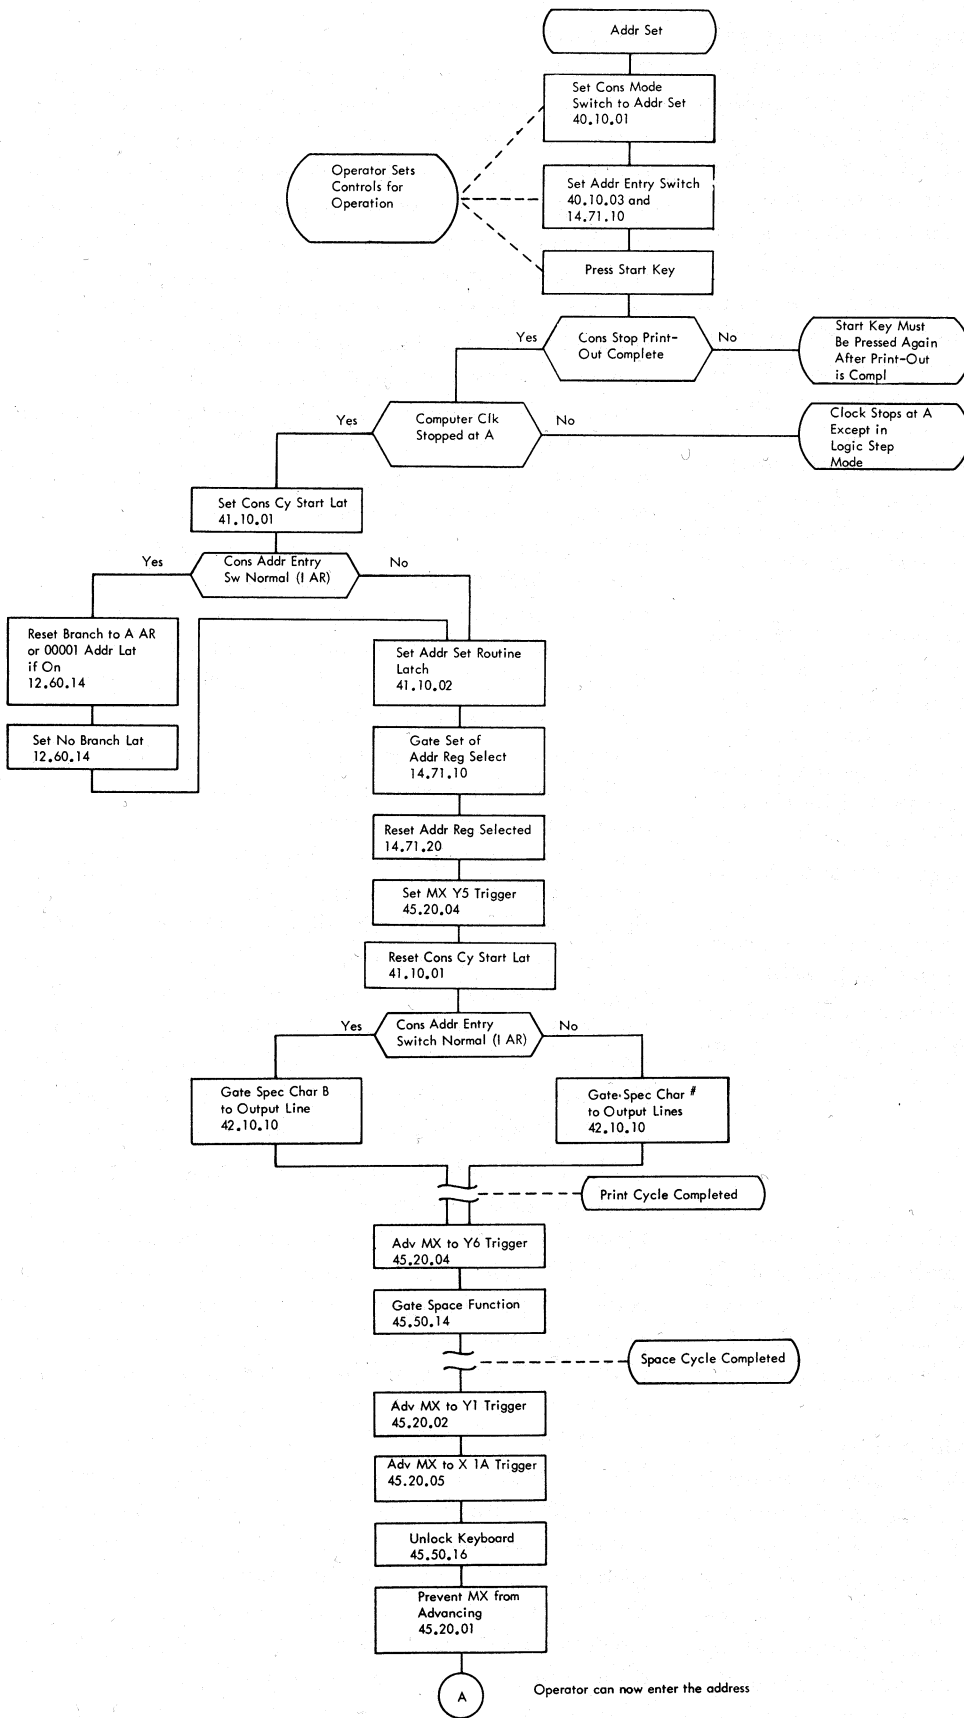 Addr Set
Set Cons Mode
Switch to Addr Set
40.10.01
Operator Sets
Controls for
Operation
Set Addr Entry Switch
40.10.03 and
14.71.10
Press Start Key
Yes
Cons Stop Print-
Out Complete
No
Start Key Must
Be Pressed Again
After Print-Out
is Compl
Yes
Computer Clk
Stopped at A
No
Clock Stops at A
Except in
Logic Step
Mode
Set Cons Cy Start Lat
41.10.01
Yes
Cons Addr Entry
Sw Normal (I AR)
No
Reset Branch to A AR
or 00001 Addr Lat
if On
12.60.14
Set No Branch Lat
12.60.14
Set Addr Set Routine
Latch
41.10.02
Gate Set of
Addr Reg Select
14.71.10
Reset Addr Reg Selected
14.71.20
Set MX Y5 Trigger
45.20.04
Reset Cons Cy Start Lat
41.10.01
Yes
Cons Addr Entry
Switch Normal (I AR)
No
Gate Spec Char B
to Output Line
42.10.10
Gate Spec Char #
to Output Lines
42.10.10
Print Cycle Completed
Adv MX to Y6 Trigger
45.20.04
Gate Space Function
45.50.14
Space Cycle Completed
Adv MX to Y1 Trigger
45.20.02
Adv MX to X 1A Trigger
45.20.05
Unlock Keyboard
45.50.16
Prevent MX from
Advancing
45.20.01
A
Operator can now enter the address